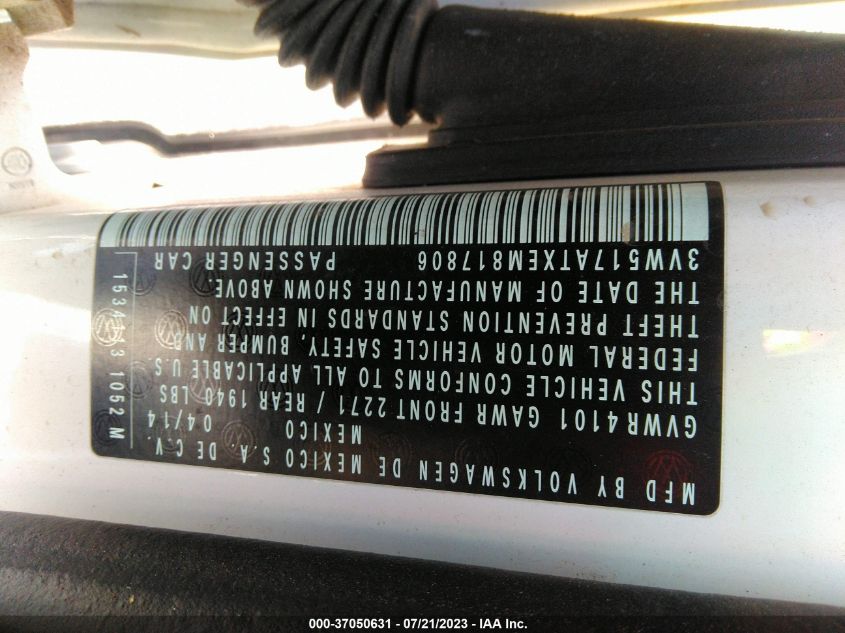 MFD BY VOLKSWAGEN DE MEXICO S.A. DE C.V.
MEXICO 04/14
GVWR 4101 GAWR FRONT 2271 / REAR 1940 LBS
THIS VEHICLE CONFORMS TO ALL APPLICABLE U.S.
FEDERAL MOTOR VEHICLE SAFETY, BUMPER AND
THEFT PREVENTION STANDARDS IN EFFECT ON
THE DATE OF MANUFACTURE SHOWN ABOVE
3VW517ATXEM817806 PASSENGER CAR
1052 M
000-37050631 - 07/21/2023 - IAA Inc.